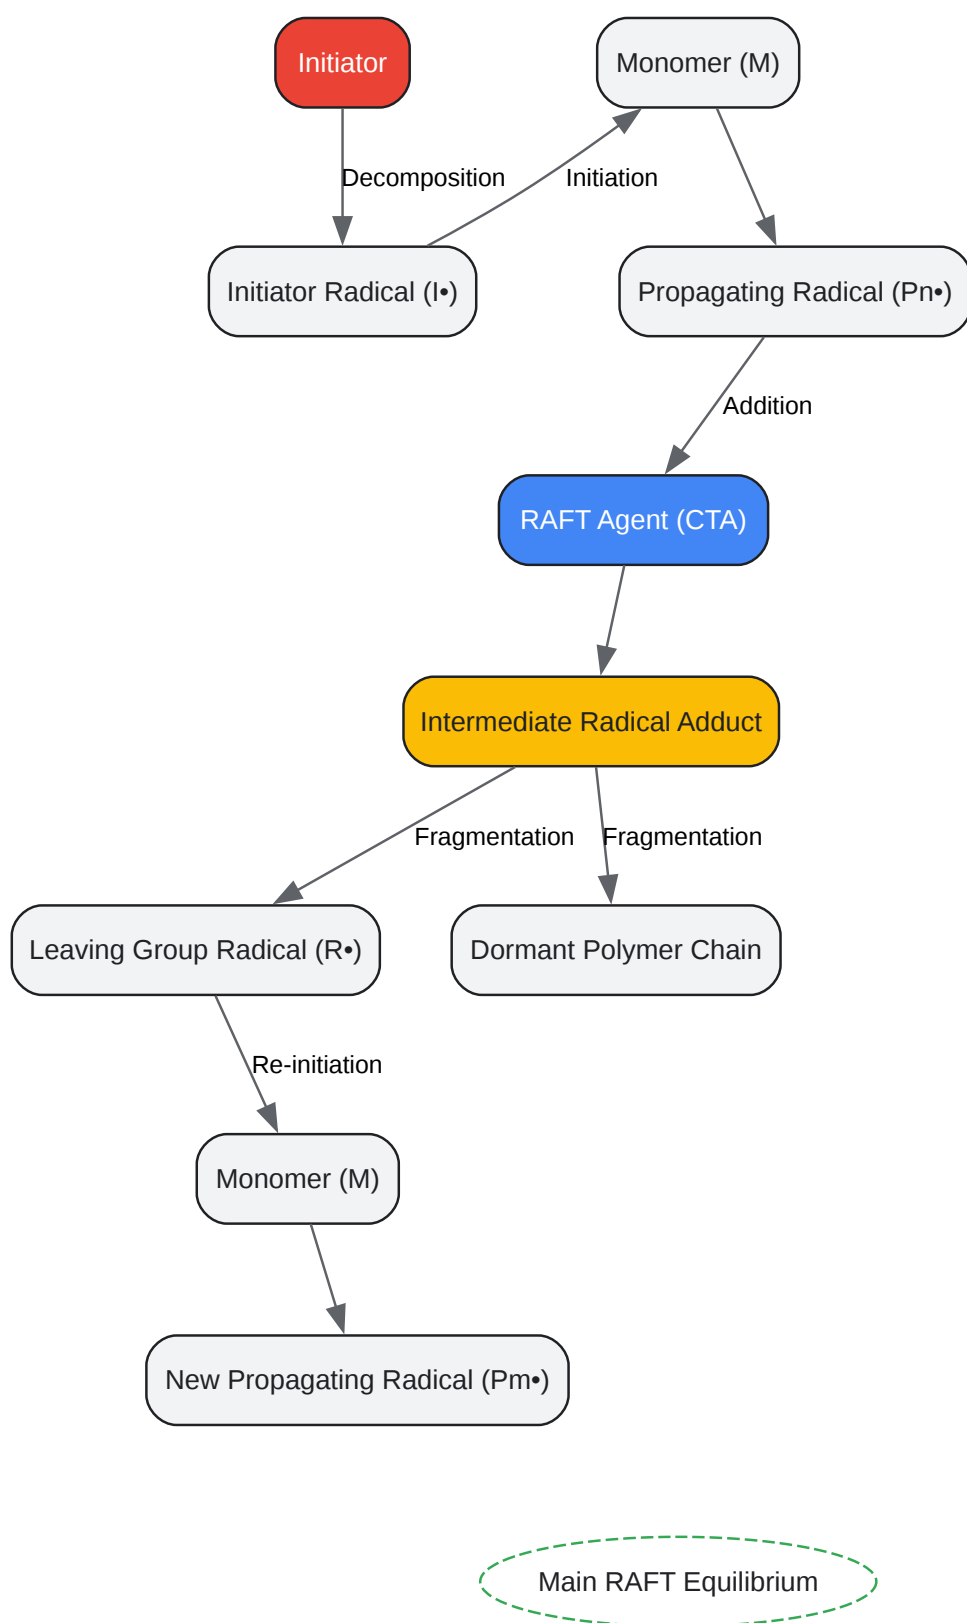 Initiator
Monomer (M)
Decomposition
Initiation
Initiator Radical (I•)
Propagating Radical (Pn•)
Addition
RAFT Agent (CTA)
Intermediate Radical Adduct
Fragmentation
Fragmentation
Leaving Group Radical (R•)
Dormant Polymer Chain
Re-initiation
Monomer (M)
New Propagating Radical (Pm•)
Main RAFT Equilibrium